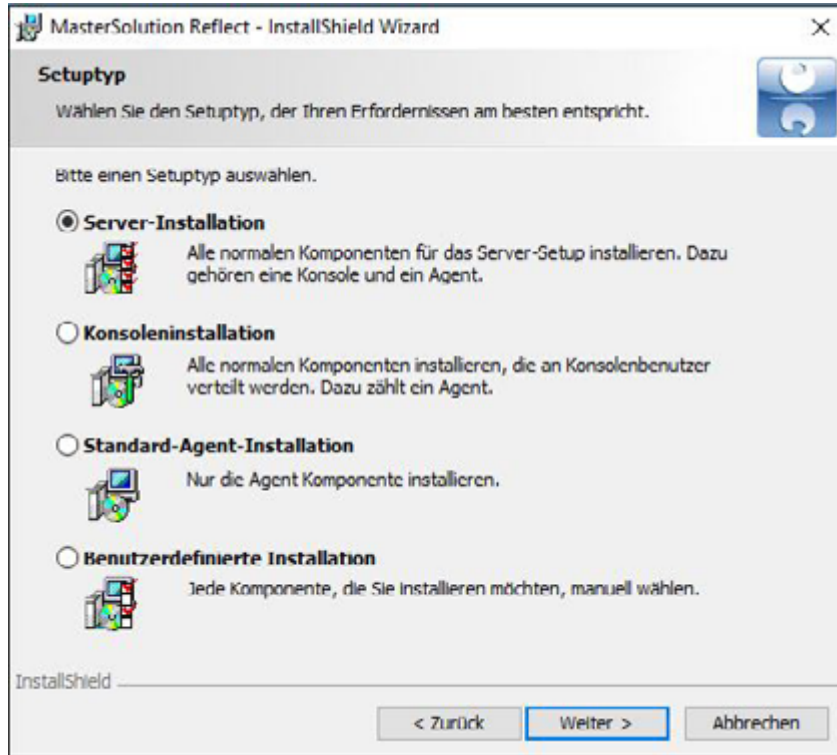 MasterSolution Reflect - InstallShield Wizard
Setuptyp
Wählen Sie den Setuptyp, der Ihren Erfordernissen am besten entspricht.
Bitte einen Setuptyp auswählen.
Server-Installation
Alle normalen Komponenten für das Server-Setup installieren. Dazu
gehören eine Konsole und ein Agent.
Konsoleninstallation
Alle normalen Komponenten installieren, die an Konsolenbenutzer
verteilt werden. Dazu zählt ein Agent.
Standard-Agent-Installation
Nur die Agent Komponente installieren.
Benutzerdefinierte Installation
Jede Komponente, die Sie installieren möchten, manuell wählen.
InstallShield
< Zurück
Weiter >
Abbrechen